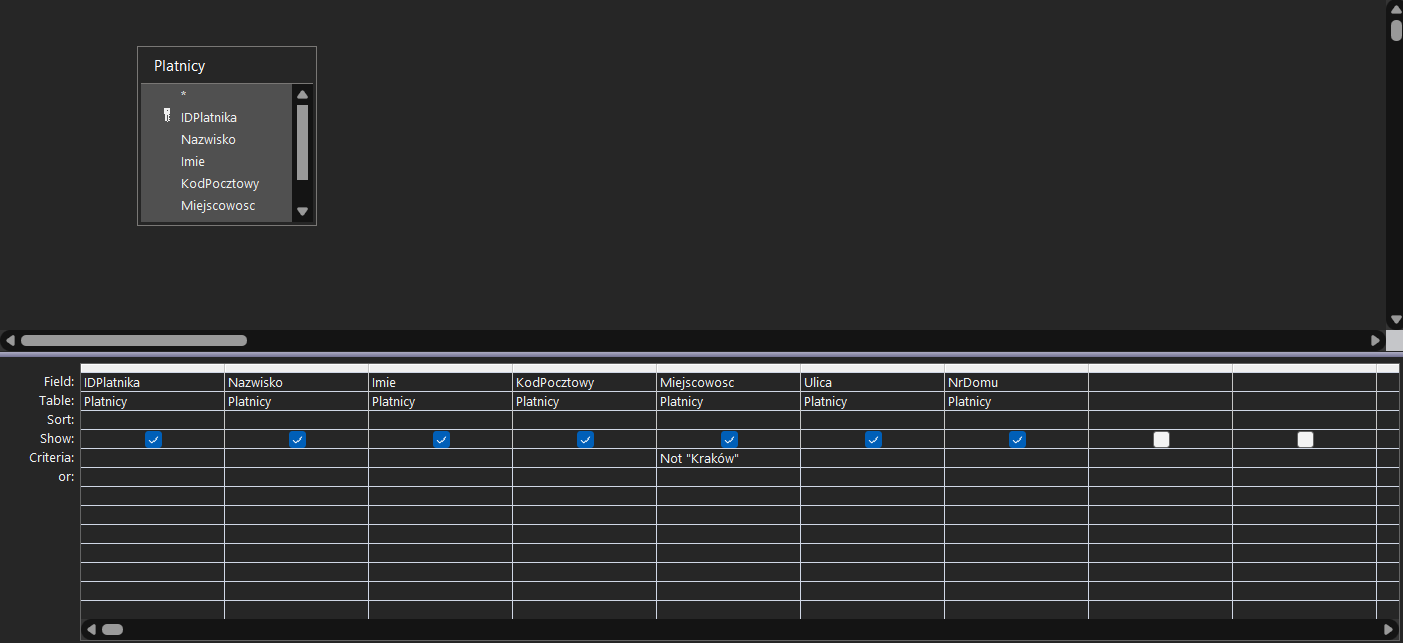 Platnicy
*
IDPlatnika
Nazwisko
Imie
KodPocztowy
Miejscowosc
Field: IDPlatnika Nazwisko Imie KodPocztowy Miejscowosc Ulica NrDomu
Table: Platnicy Platnicy Platnicy Platnicy Platnicy Platnicy Platnicy
Sort:
Show:
Criteria: Not "Kraków"
or: